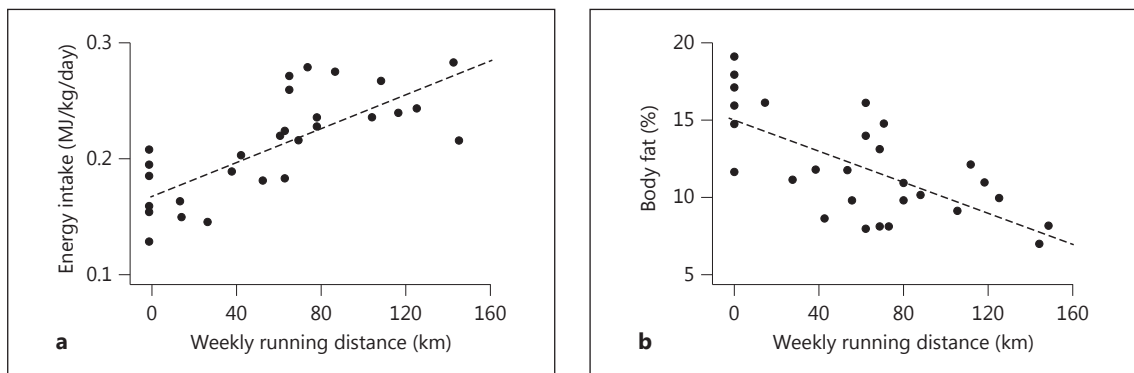 0.3
0.2
0.1
Energy intake (MJ/kg/day)
0 40 80 120 160
a Weekly running distance (km)
20
15
10
5
Body fat (%)
0 40 80 120 160
b Weekly running distance (km)